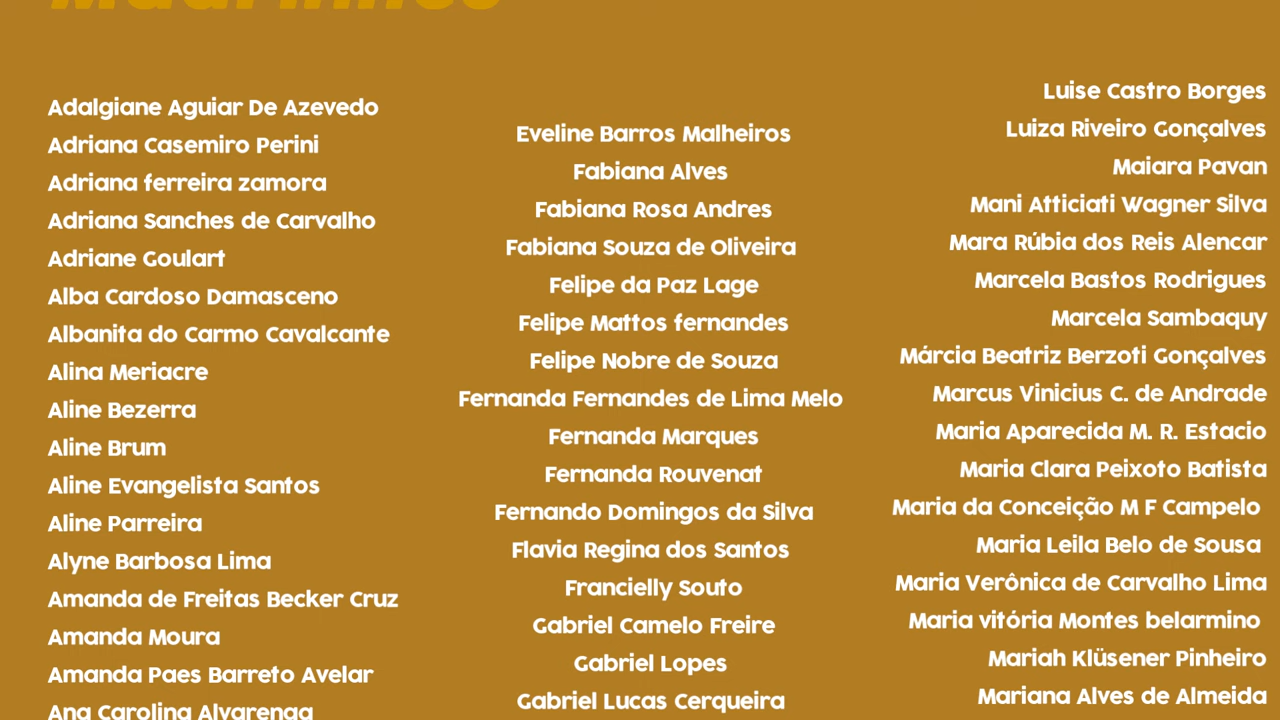 Adalgiane Aguiar De Azevedo
Adriana Casemiro Perini
Adriana ferreira zamora
Adriana Sanches de Carvalho
Adriane Goulart
Alba Cardoso Damasceno
Albanita do Carmo Cavalcante
Alina Meriacre
Aline Bezerra
Aline Brum
Aline Evangelista Santos
Aline Parreira
Alyne Barbosa Lima
Amanda de Freitas Becker Cruz
Amanda Moura
Amanda Paes Barreto Avelar
Ana Carolina Alvarenga
Eveline Barros Malheiros
Fabiana Alves
Fabiana Rosa Andres
Fabiana Souza de Oliveira
Felipe da Paz Lage
Felipe Mattos fernandes
Felipe Nobre de Souza
Fernanda Fernandes de Lima Melo
Fernanda Marques
Fernanda Rouvenat
Fernando Domingos da Silva
Flavia Regina dos Santos
Francielly Souto
Gabriel Camelo Freire
Gabriel Lopes
Gabriel Lucas Cerqueira
Luise Castro Borges
Luiza Riveiro Gonçalves
Maiara Pavan
Mani Atticiati Wagner Silva
Mara Rúbia dos Reis Alencar
Marcela Bastos Rodrigues
Marcela Sambaquy
Márcia Beatriz Berzoti Gonçalves
Marcus Vinicius C. de Andrade
Maria Aparecida M. R. Estacio
Maria Clara Peixoto Batista
Maria da Conceição M F Campelo
Maria Leila Belo de Sousa
Maria Verônica de Carvalho Lima
Maria vitória Montes belarmino
Mariah Klüsener Pinheiro
Mariana Alves de Almeida